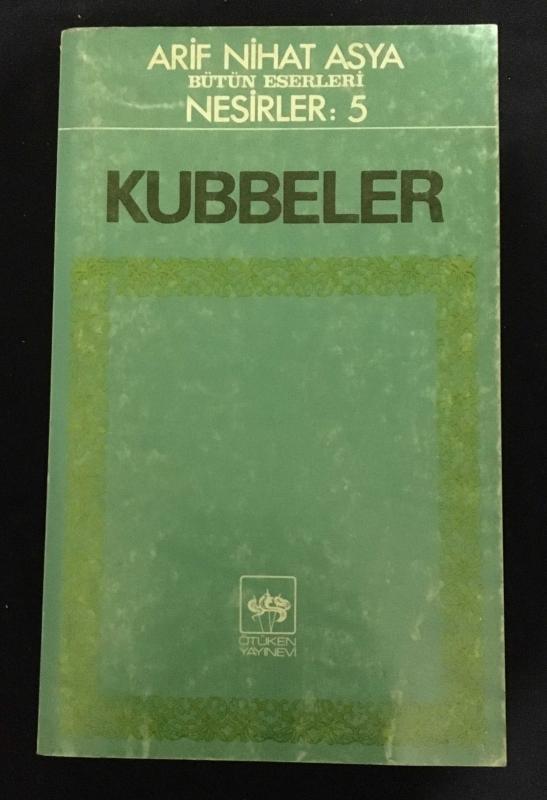 ARİF NİHAT ASYA
BÜTÜN ESERLERİ
NESİRLER: 5
KUBBELER
ÖTÜKEN
YAYINEVİ